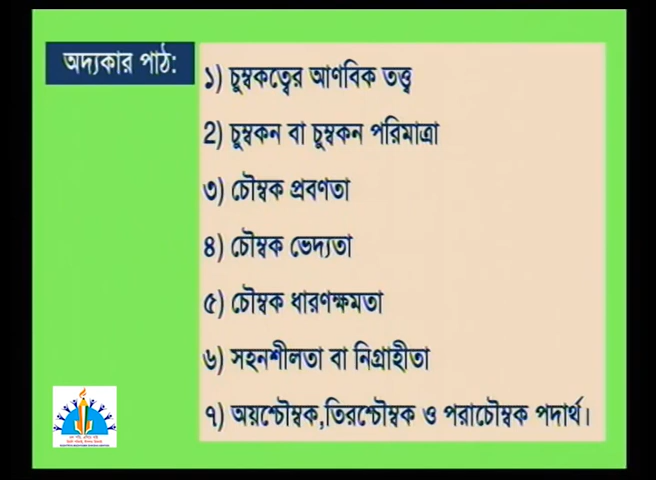 অদ্যকার পাঠ:
১) চুম্বকত্বের আণবিক তত্ত্ব
2) চুম্বকন বা চুম্বকন পরিমাত্রা
৩) চৌম্বক প্রবণতা
৪) চৌম্বক ভেদ্যতা
৫) চৌম্বক ধারণক্ষমতা
৬) সহনশীলতা বা নিগ্রাহীতা
৭) অয়শ্চৌম্বক,তিরশ্চৌম্বক ও পরাচৌম্বক পদার্থ।